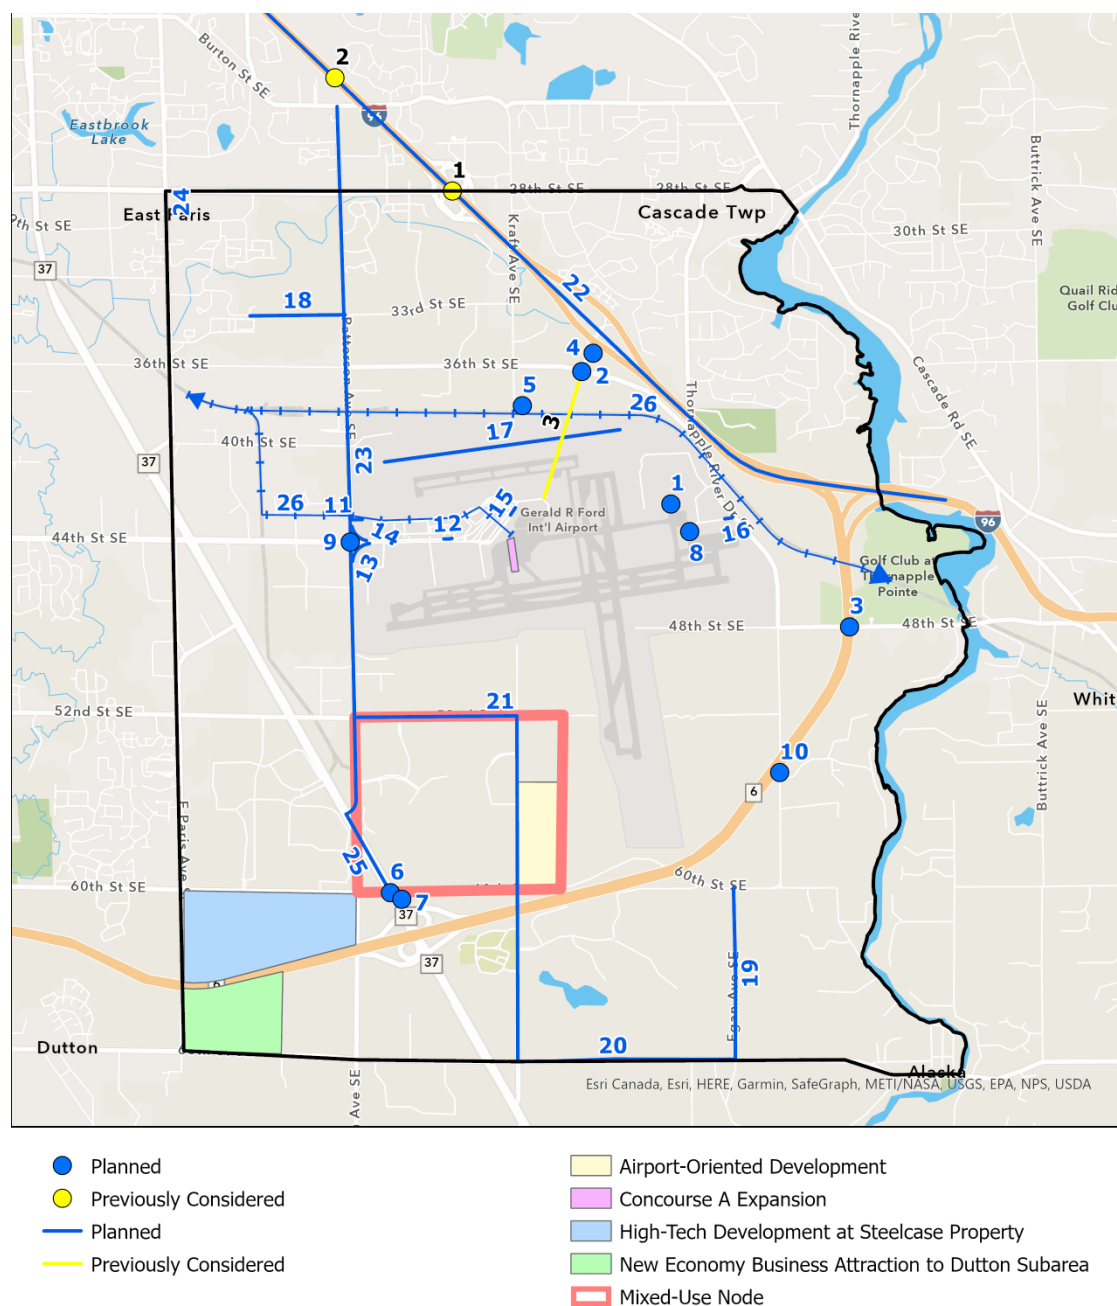 2
Burton St SE
96
Thornapple Rive
Eastbrook
Lake
Buttrick Ave SE
1
28th St SE
28th St SE
24
East Paris
Cascade Twp
30th St SE
Kraft Ave SE
37
22
Quail Rid
Golf Clu
18
33rd St SE
Patterson Ave SE
36th St SE
36th St SE
4
2
Cascade Rd SE
5
26
3
17
40th St SE
23
37
Thornapple River Dr
1
26
11
15
12
14
Gerald R Ford
Int'l Airport
16
96
44th St SE
9
13
8
Golf Club at
Thornapple
Pointe
3
48th St SE
48th St SE
Whit
52nd St SE
21
Buttrick Ave SE
10
6
E Paris Ave S
25
6
60th St SE
60th St SE
7
37
37
19
Egan Ave SE
6
Dutton
20
Alaska
Ave SE
Esri Canada, Esri, HERE, Garmin, SafeGraph, METI/NASA, USGS, EPA, NPS, USDA
Planned
Previously Considered
Planned
Previously Considered
Airport-Oriented Development
Concourse A Expansion
High-Tech Development at Steelcase Property
New Economy Business Attraction to Dutton Subarea
Mixed-Use Node